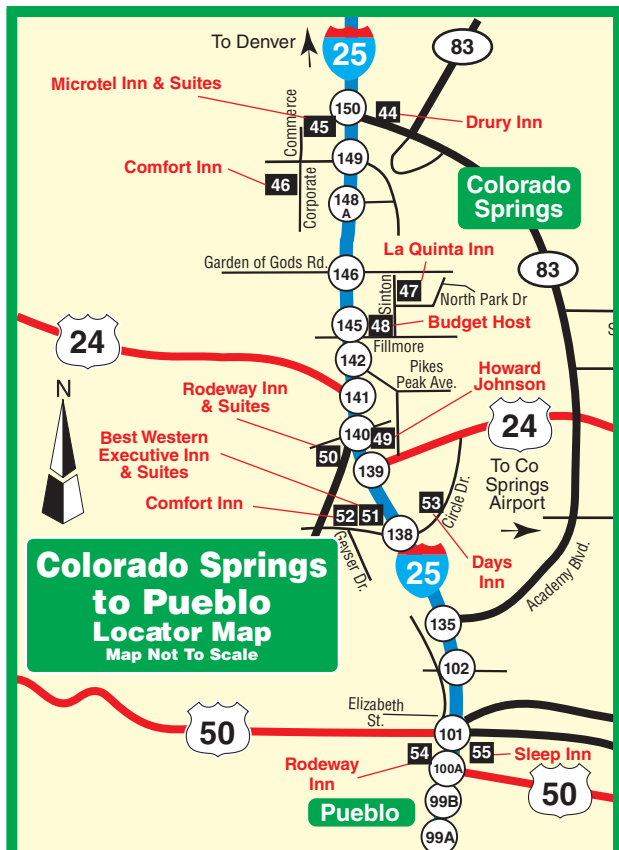 To Denver
25
83
Microtel Inn & Suites
150
44
Drury Inn
45
Commerce
149
Comfort Inn
46
Corporate
148
A
Colorado
Springs
83
La Quinta Inn
Garden of Gods Rd.
146
47
Sinton
North Park Dr
145
48
Budget Host
S
24
Fillmore
142
Pikes
Peak Ave.
Howard
Johnson
N
141
Rodeway Inn
& Suites
140
49
24
50
139
Best Western
Executive Inn
& Suites
To Co
Springs
Airport
Comfort Inn
52
51
53
Circle Dr.
138
Geyser Dr.
Days
Inn
25
Academy Blvd.
Colorado Springs
to Pueblo
Locator Map
Map Not To Scale
135
102
Elizabeth
St.
50
101
54
55
Sleep Inn
Rodeway
Inn
100A
50
Pueblo
99B
99A